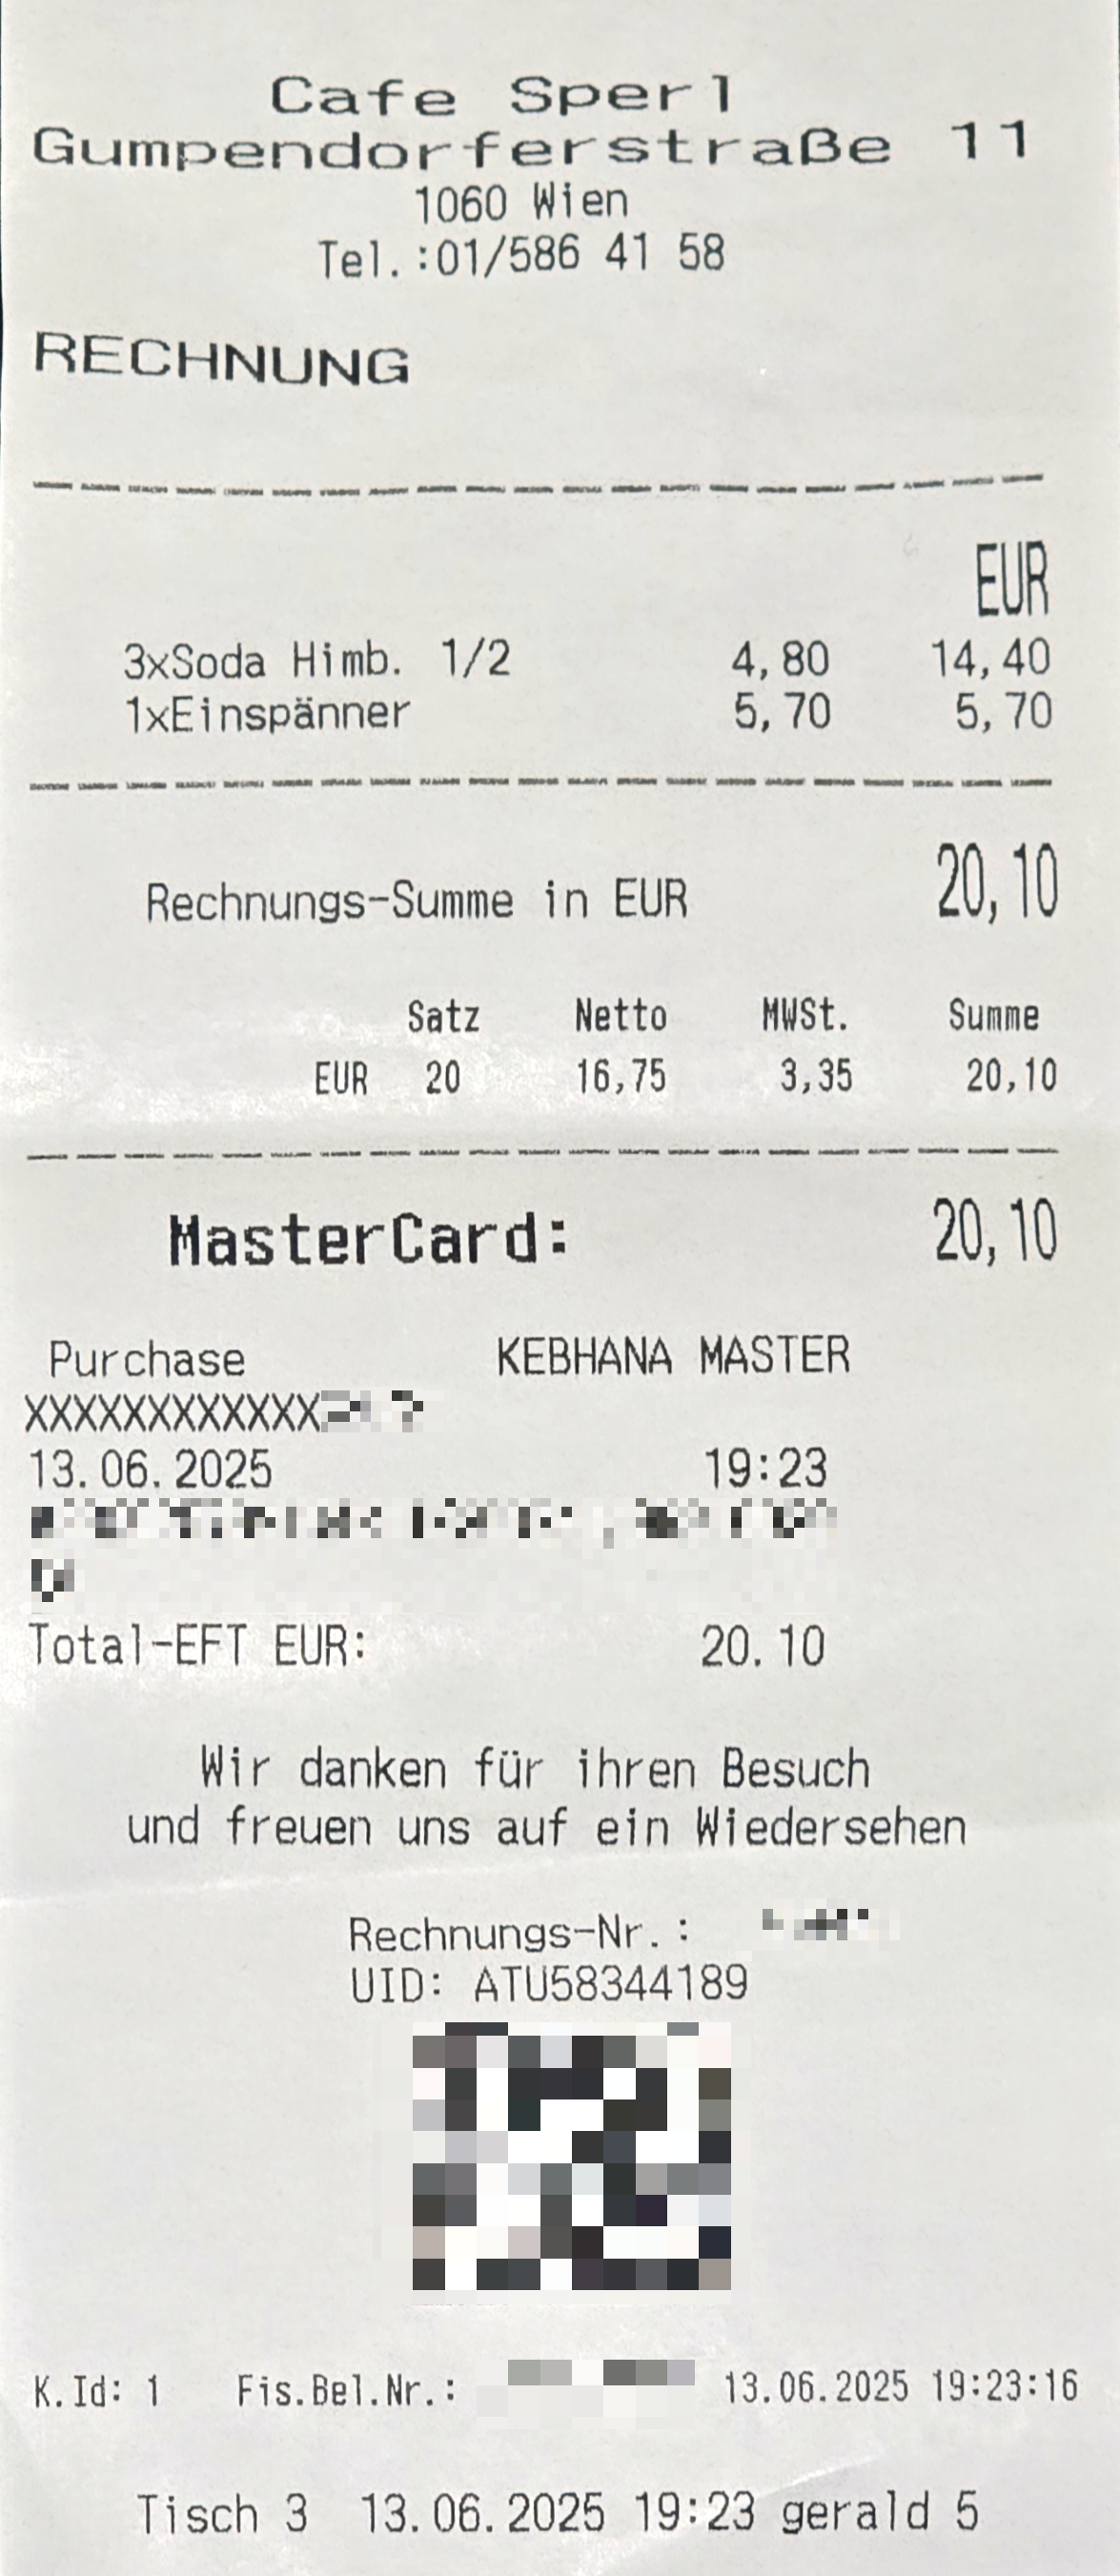 Cafe Sperl
Gumpendorferstraße 11
1060 Wien
Tel.:01/586 41 58
RECHNUNG
EUR
3xSoda Himb. 1/2 4,80 14,40
1xEinspänner 5,70 5,70
Rechnungs-Summe in EUR 20,10
Satz Netto MWSt. Summe
EUR 20 16,75 3,35 20,10
MasterCard: 20,10
Purchase KEBHANA MASTER
XXXXXXXXXXXX
13.06.2025 19:23
Total-EFT EUR: 20.10
Wir danken für ihren Besuch
und freuen uns auf ein Wiedersehen
Rechnungs-Nr.:
UID: ATU58344189
K.Id: 1 Fis.Bel.Nr.: 13.06.2025 19:23:16
Tisch 3 13.06.2025 19:23 gerald 5